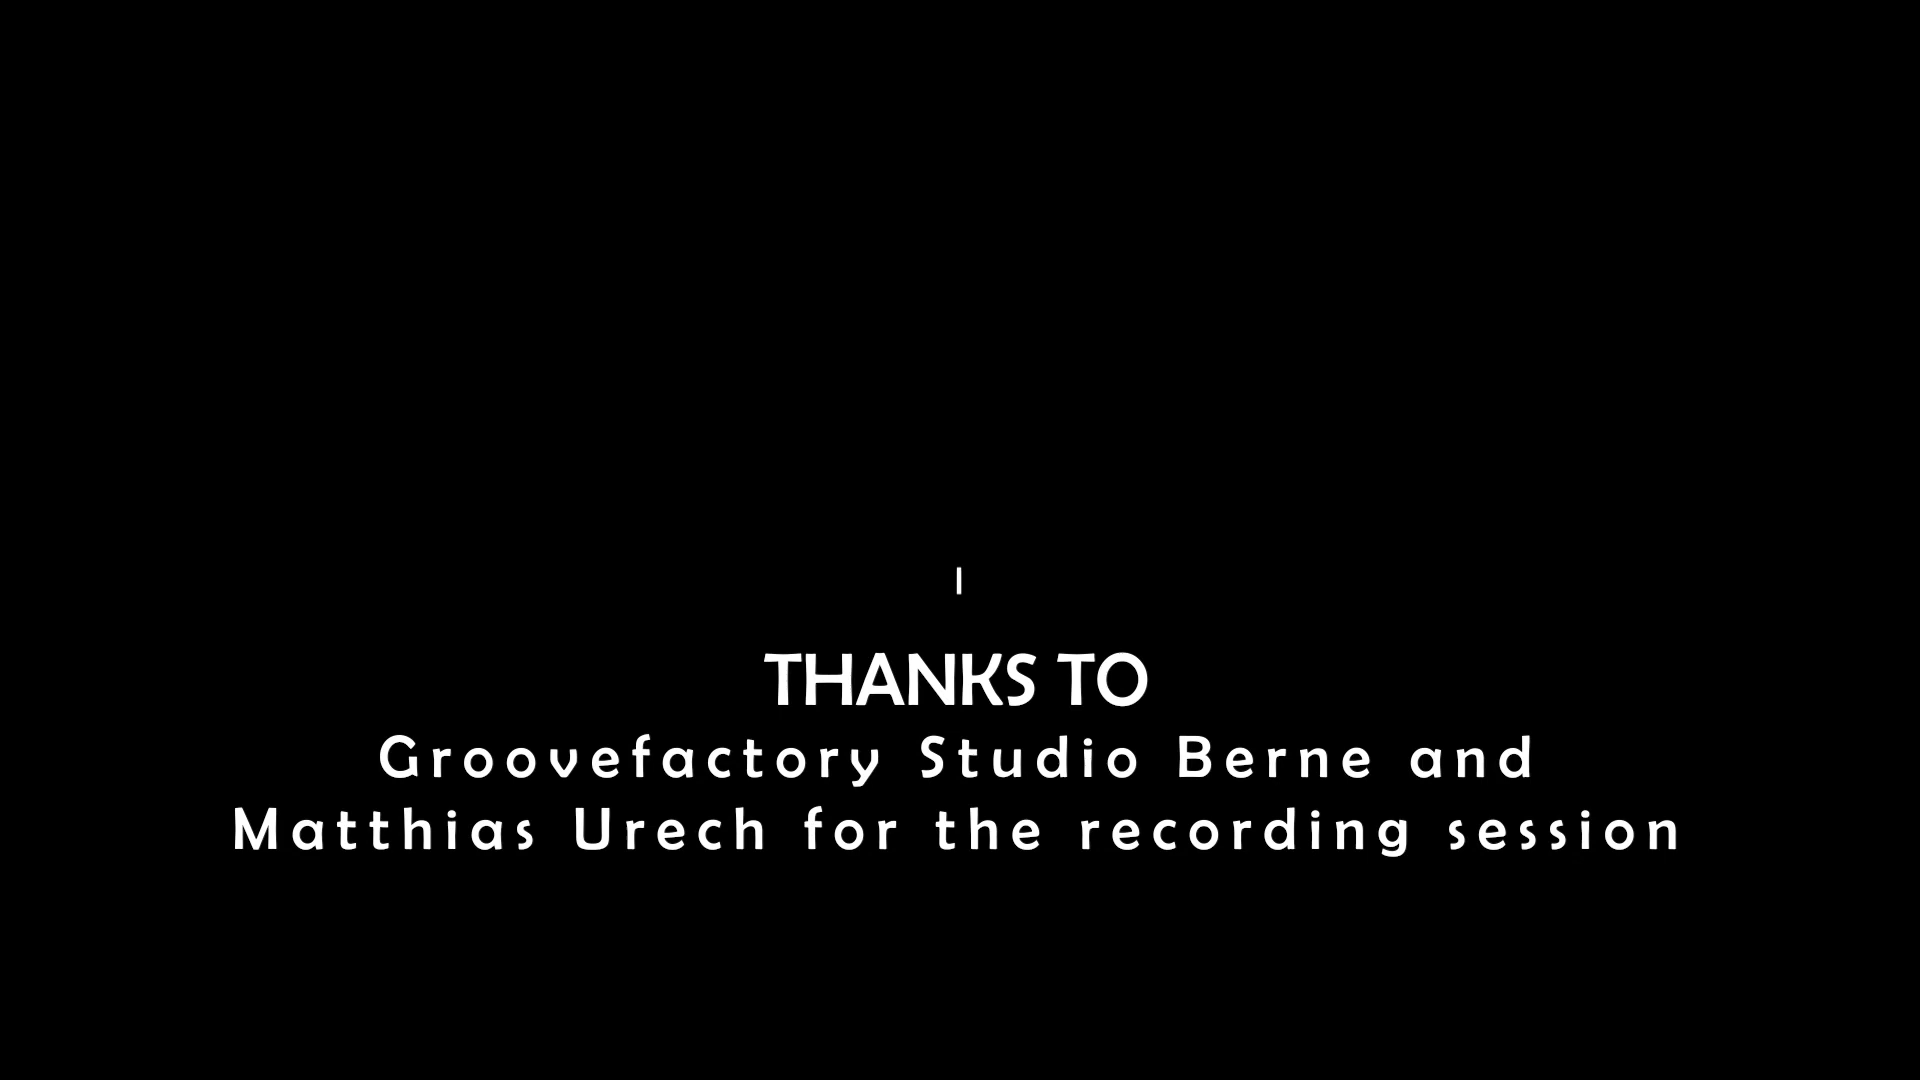 I
THANKS TO
Groovefactory Studio Berne and
Matthias Urech for the recording session